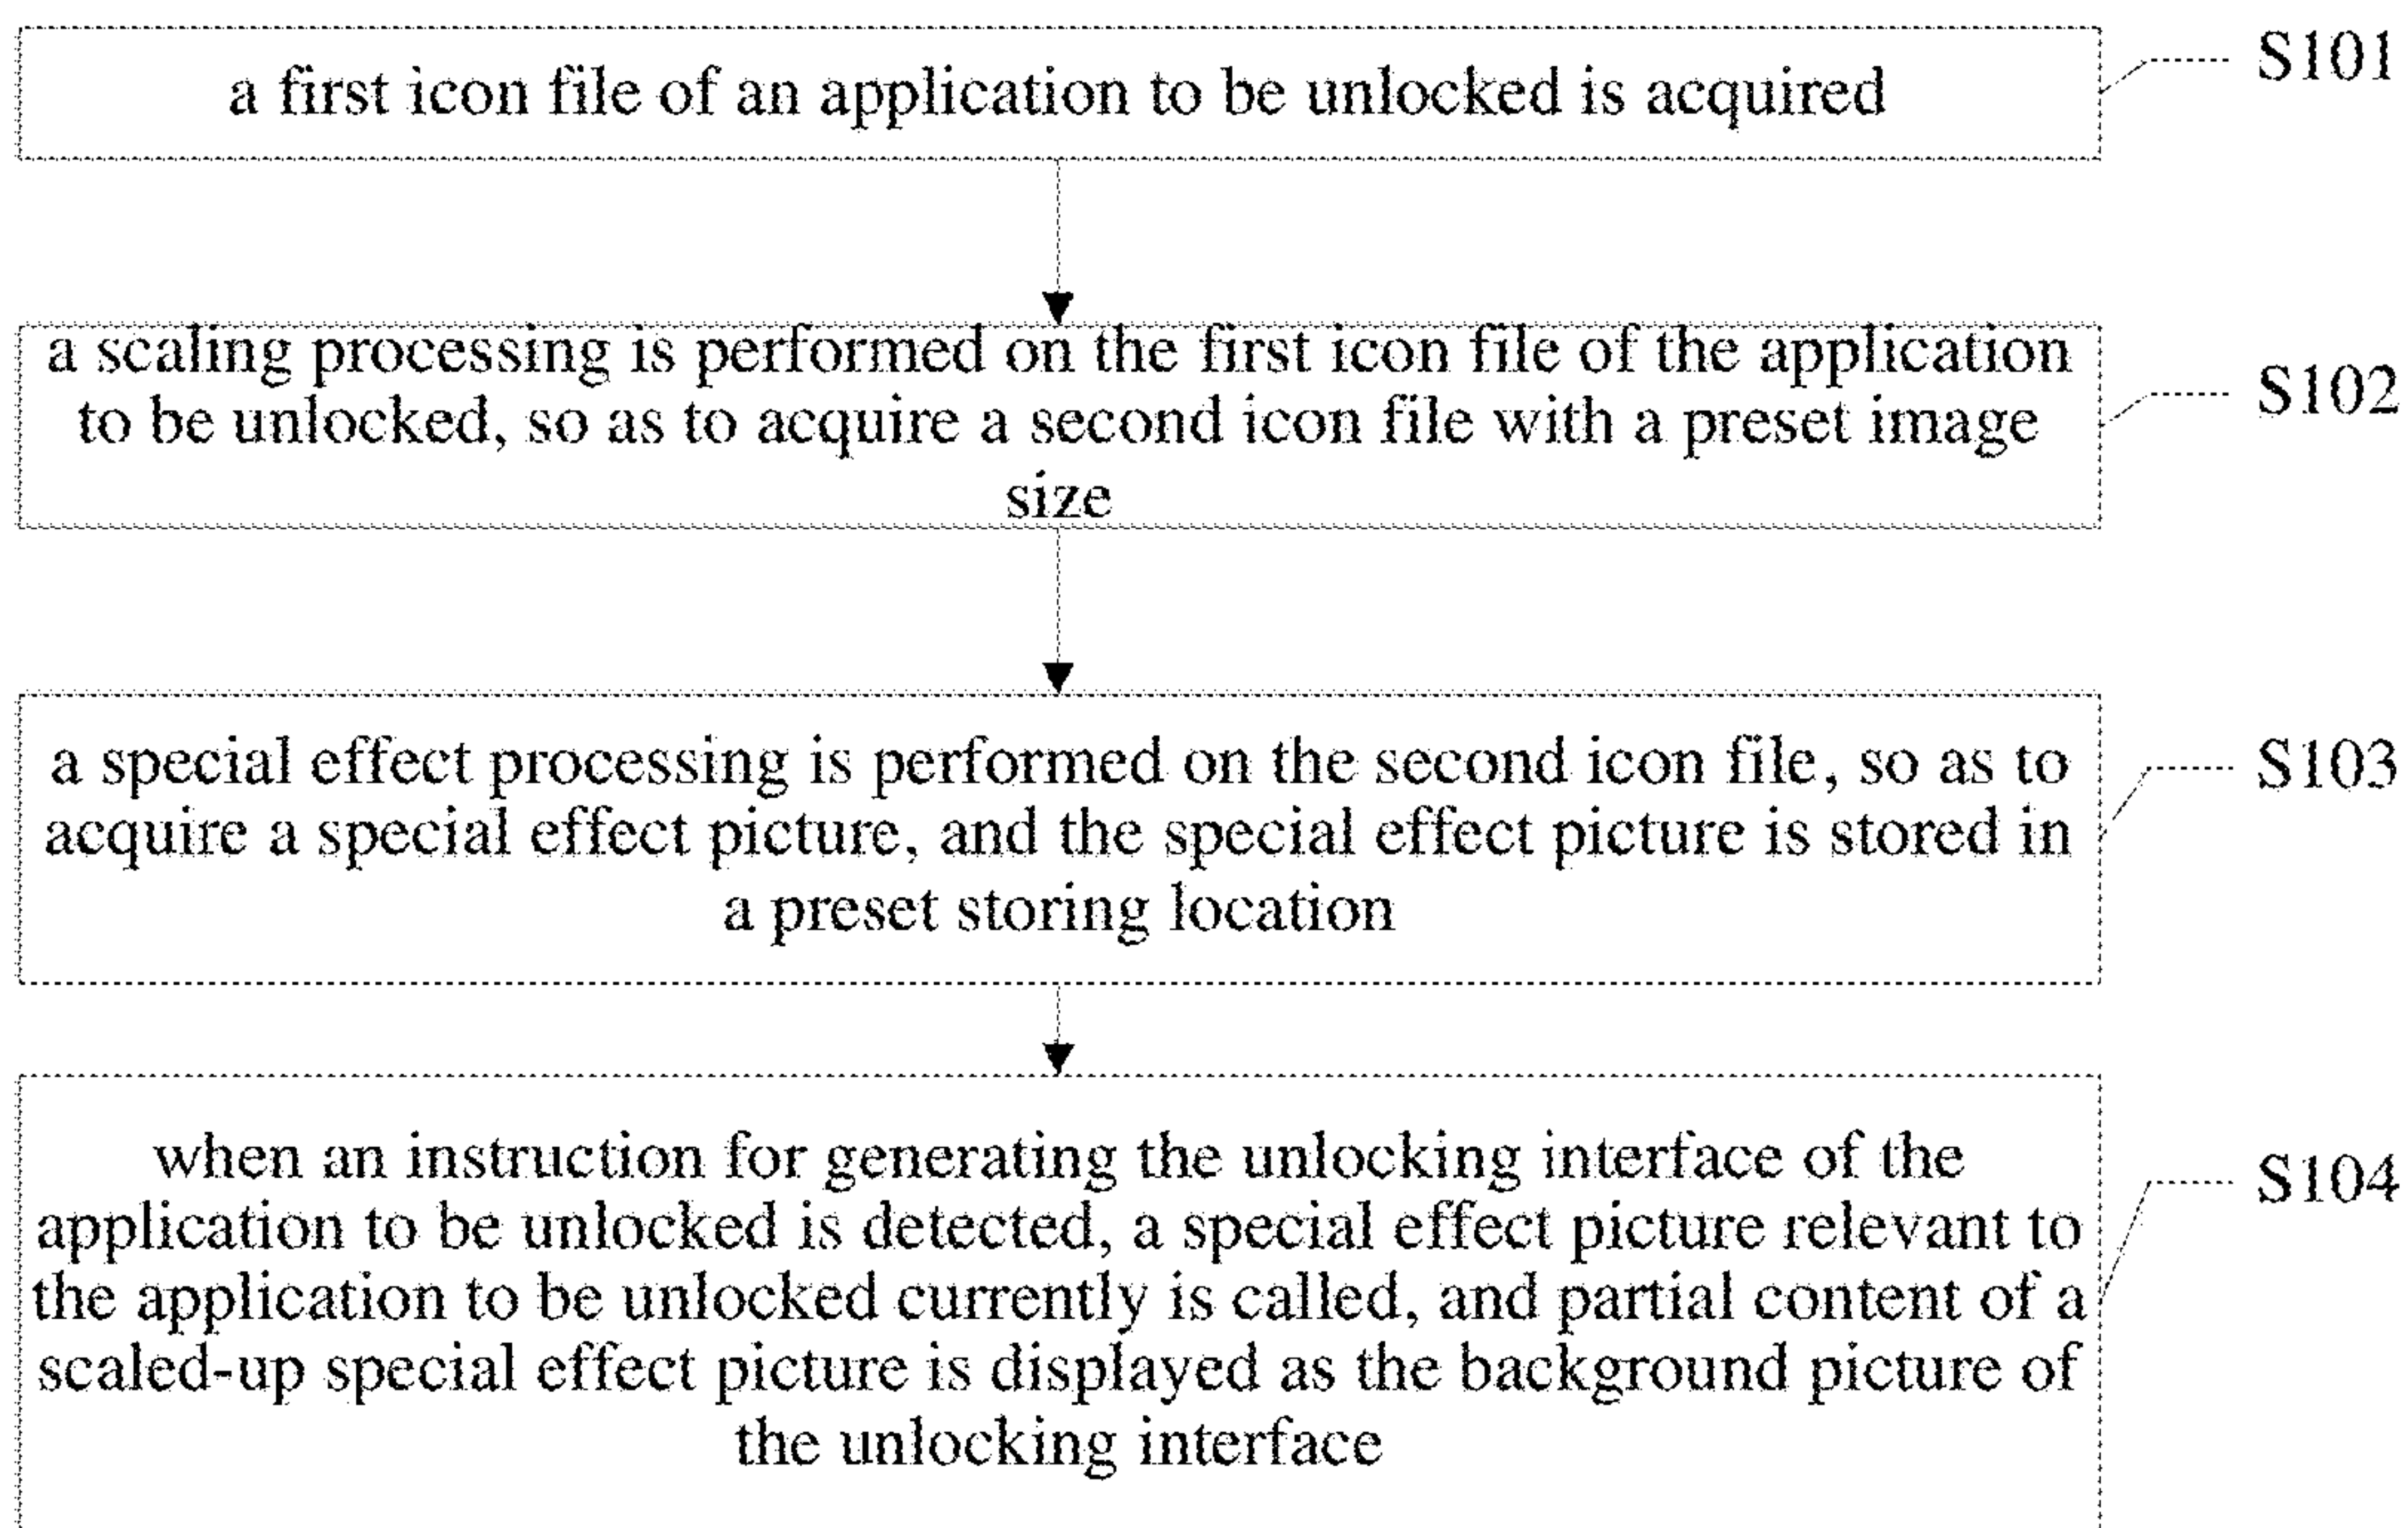 a first icon file of an application to be unlocked is acquired
S101
a scaling processing is performed on the first icon file of the application
to be unlocked, so as to acquire a second icon file with a preset image
size
S102
a special effect processing is performed on the second icon file, so as to
acquire a special effect picture, and the special effect picture is stored in
a preset storing location
S103
when an instruction for generating the unlocking interface of the
application to be unlocked is detected, a special effect picture relevant to
the application to be unlocked currently is called, and partial content of a
scaled-up special effect picture is displayed as the background picture of
the unlocking interface
S104